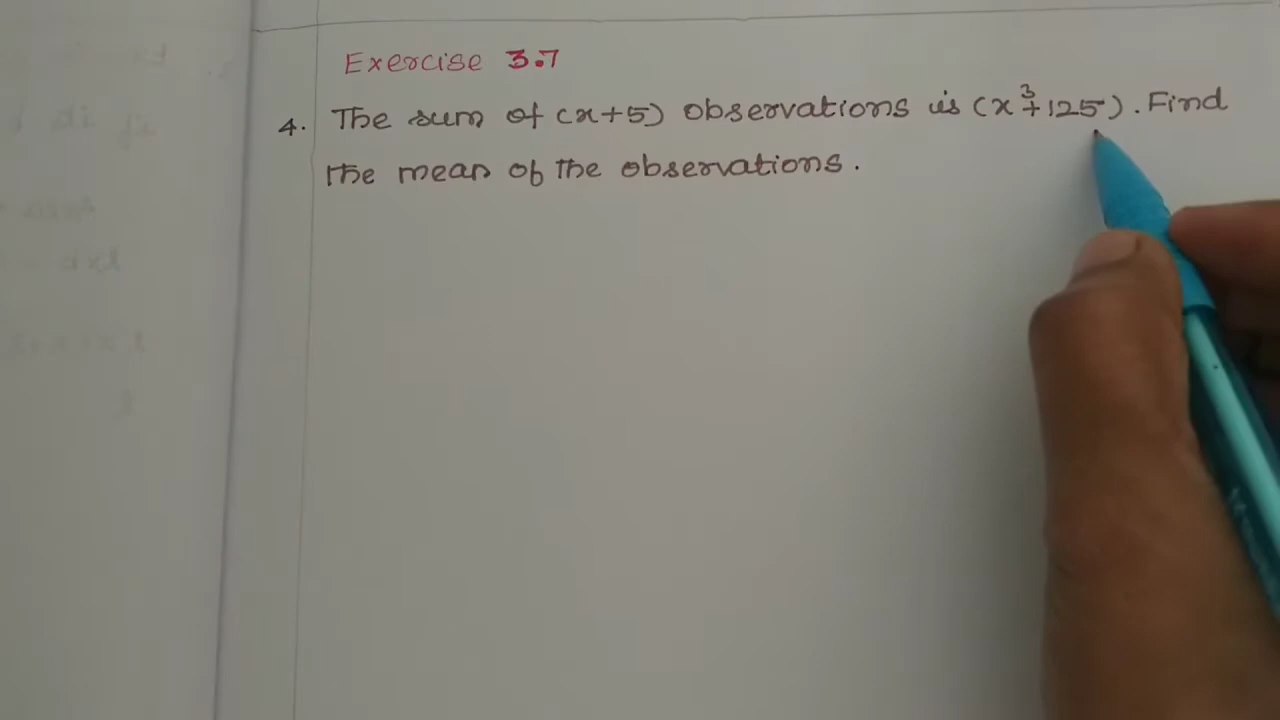 Exercise 3.7
4. The sum of (x+5) observations is (x³+125). Find
the mean of the observations.